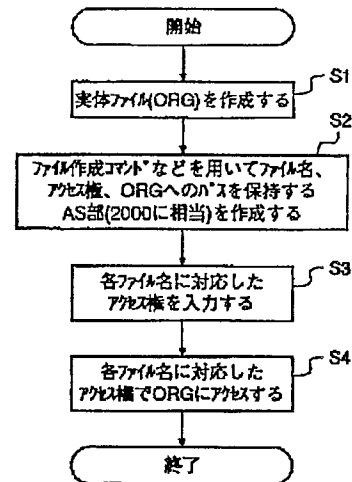 開始
S1
実体ファイル(ORG)を作成する
S2
ファイル作成コマンドなどを用いてファイル名、
アクセス権、ORGへのパスを保持する
AS部(2000に相当)を作成する
S3
各ファイル名に対応した
アクセス権を入力する
S4
各ファイル名に対応した
アクセス権でORGにアクセスする
終了